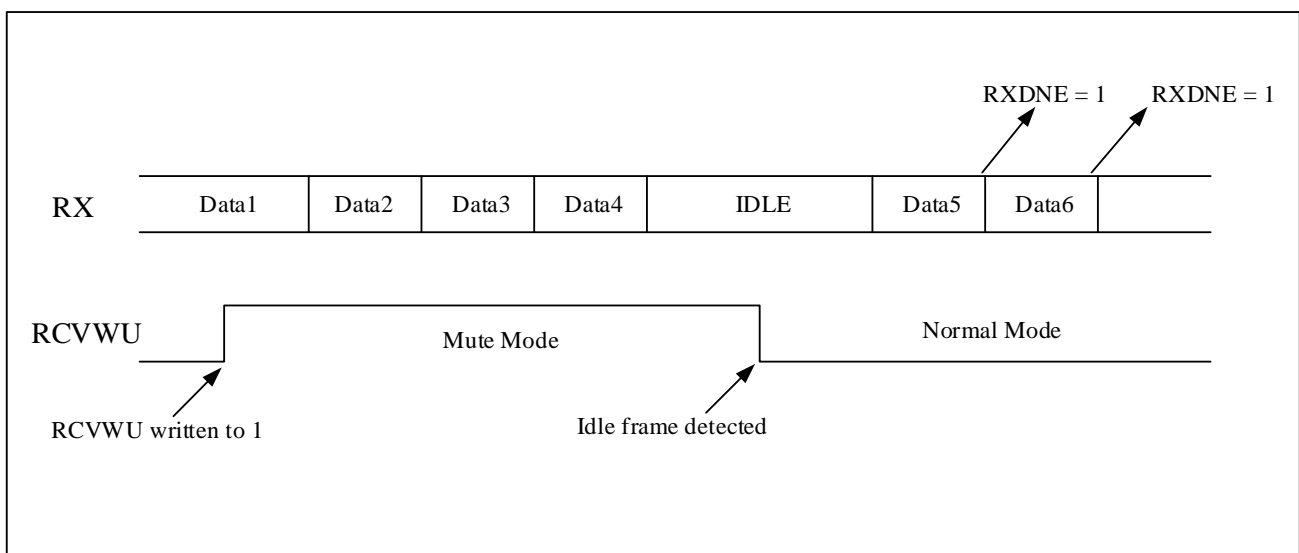 RXDNE = 1 RXDNE = 1
RX Data1 Data2 Data3 Data4 IDLE Data5 Data6
RCVWU Mute Mode Normal Mode
RCVWU written to 1 Idle frame detected